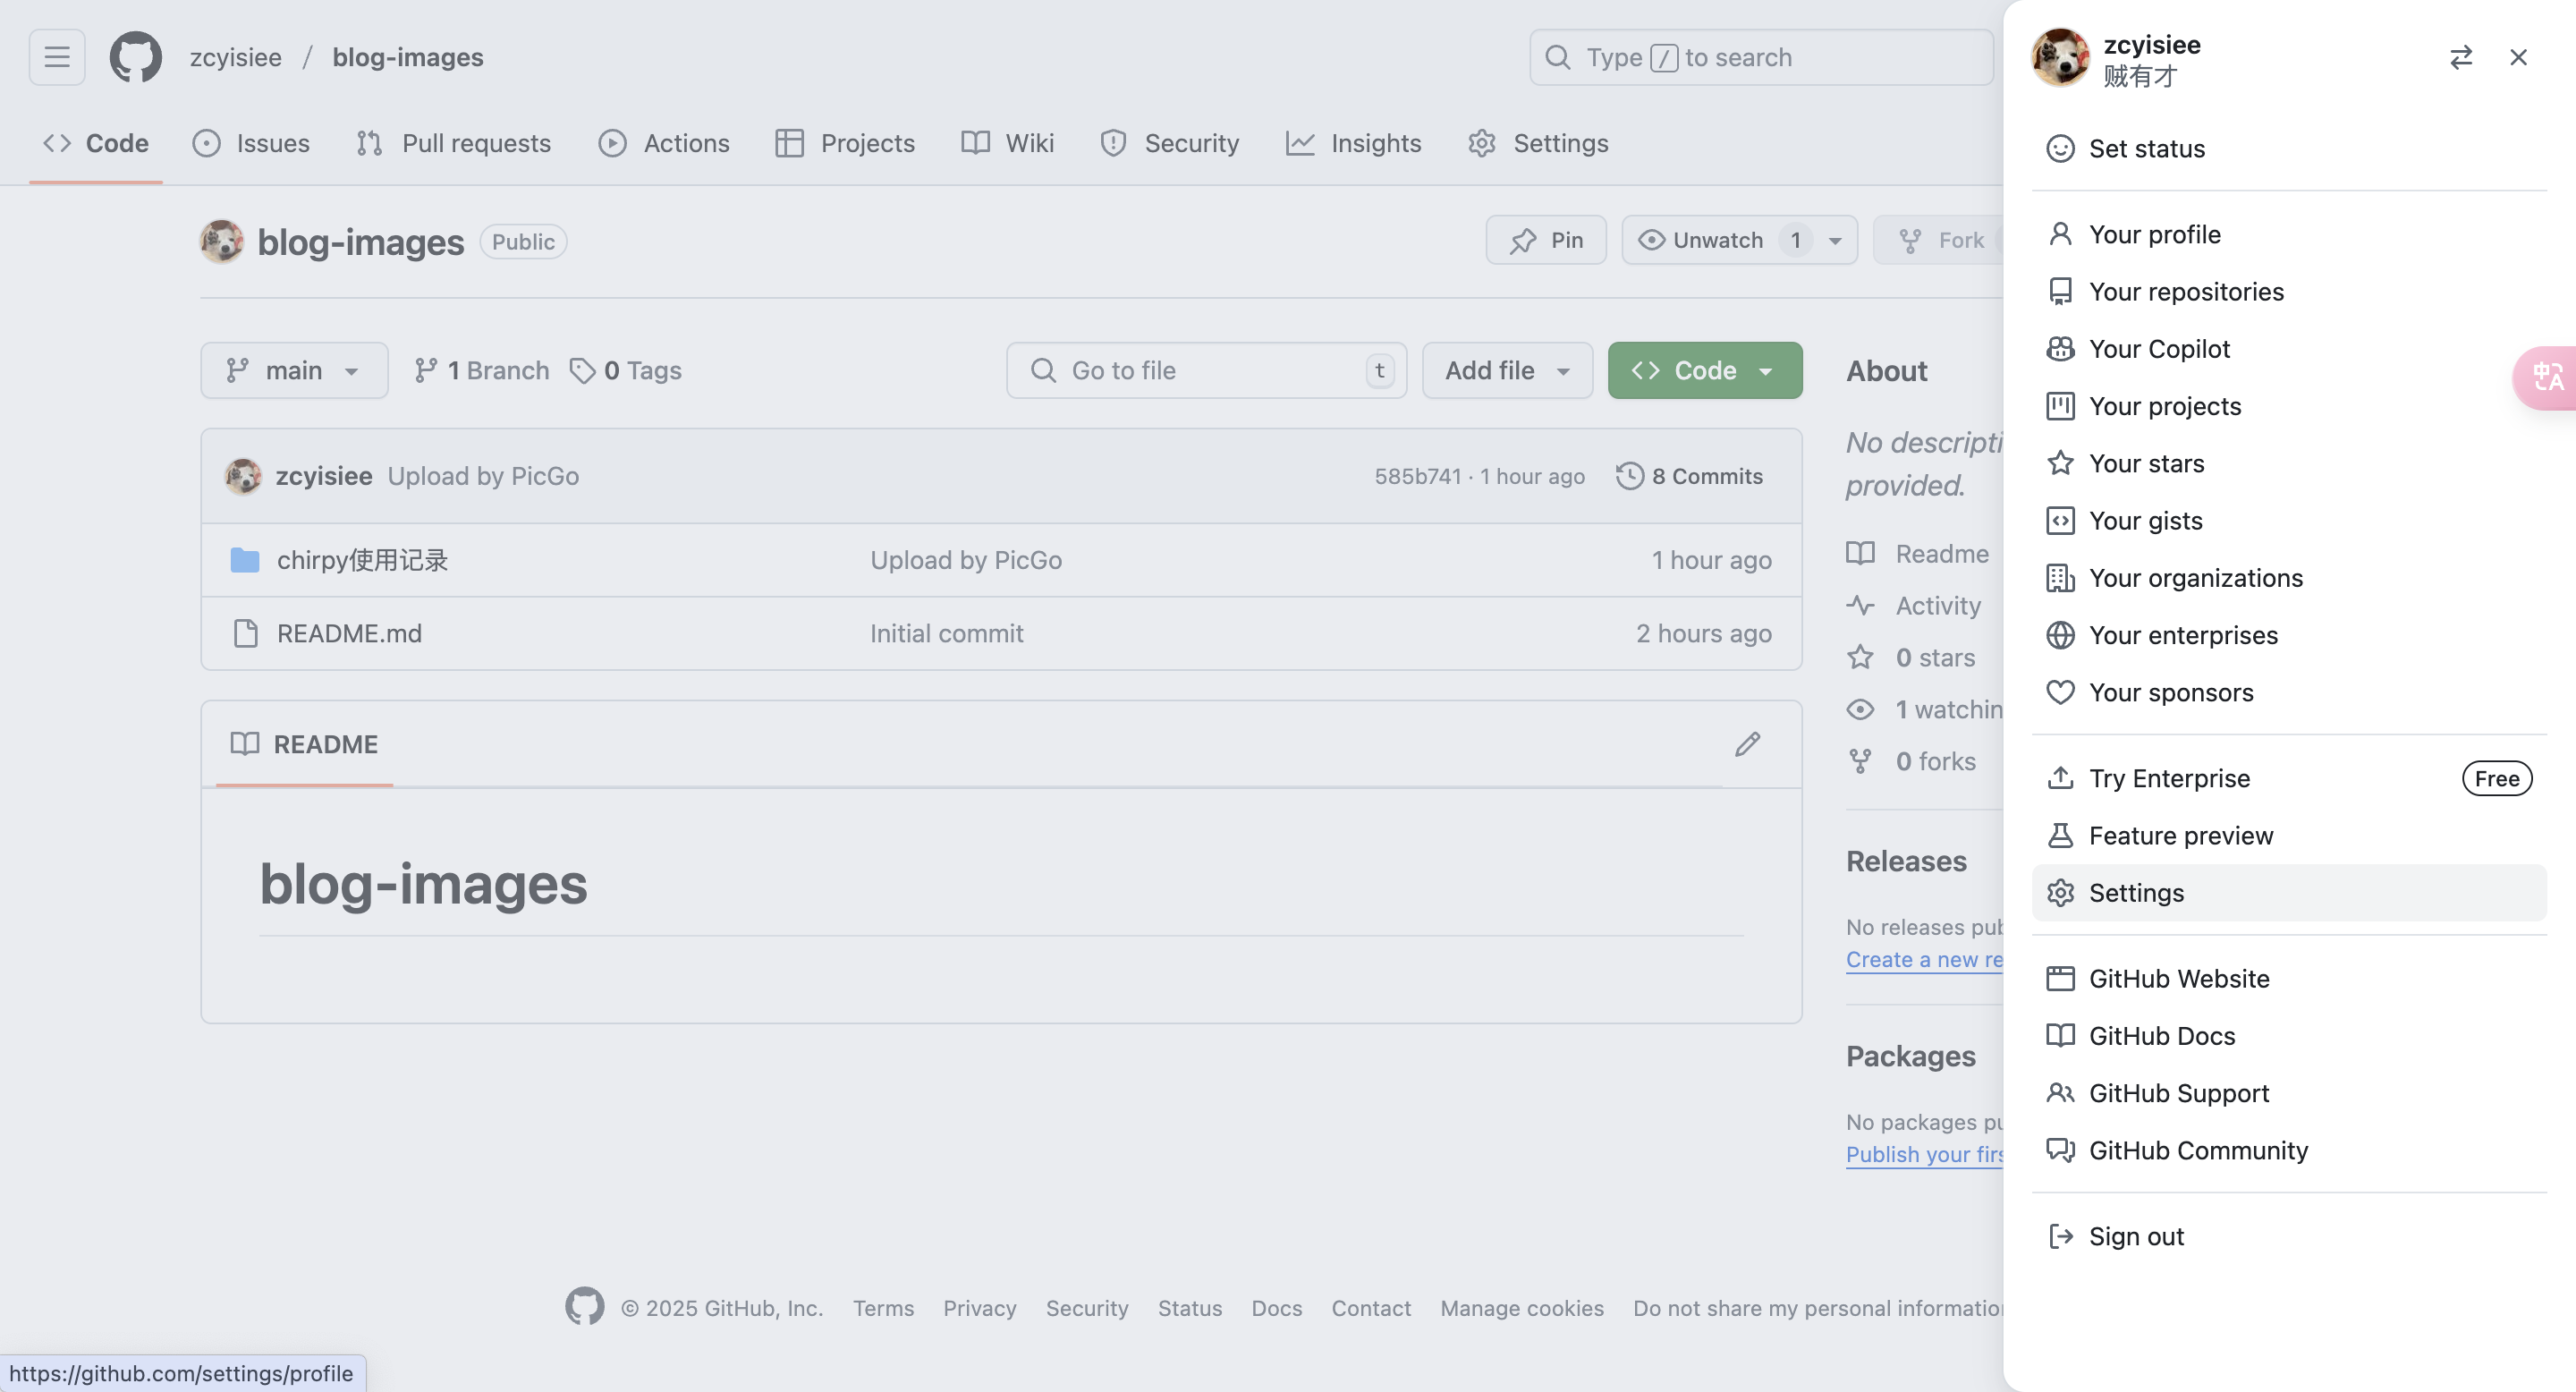 zcyisiee / blog-images
Type / to search
Code Issues Pull requests Actions Projects Wiki Security Insights Settings
blog-images Public
Pin Unwatch 1 Fork
main 1 Branch 0 Tags
Go to file t Add file Code
zcyisiee Upload by PicGo 585b741 · 1 hour ago 8 Commits
chirpy使用记录 Upload by PicGo 1 hour ago
README.md Initial commit 2 hours ago
README
blog-images
About
No descripti
provided.
Readme
Activity
0 stars
1 watchin
0 forks
Releases
No releases pub
Create a new re
Packages
No packages pu
Publish your firs
© 2025 GitHub, Inc. Terms Privacy Security Status Docs Contact Manage cookies Do not share my personal information
https://github.com/settings/profile
zcyisiee
贼有才
Set status
Your profile
Your repositories
Your Copilot
Your projects
Your stars
Your gists
Your organizations
Your enterprises
Your sponsors
Try Enterprise Free
Feature preview
Settings
GitHub Website
GitHub Docs
GitHub Support
GitHub Community
Sign out
中A